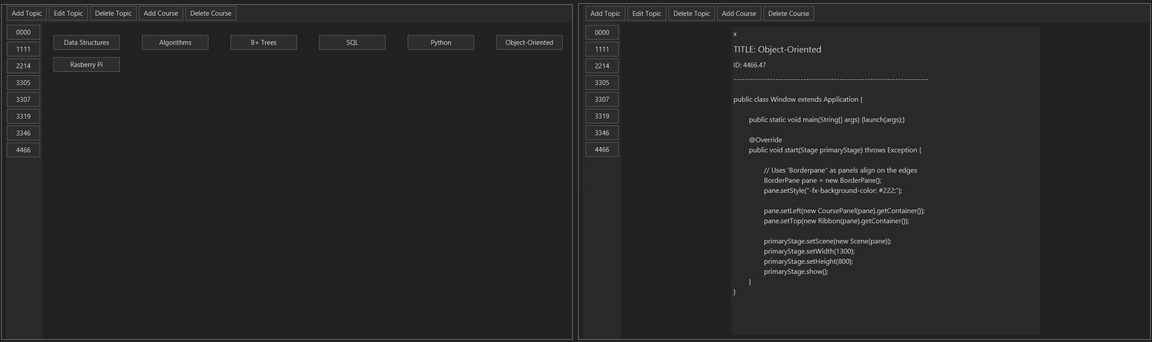 Add Topic Edit Topic Delete Topic Add Course Delete Course
0000
1111
2214
3305
3307
3319
3346
4466
Data Structures Algorithms B+ Trees SQL Python Object-Oriented
Rasberry Pi
Add Topic Edit Topic Delete Topic Add Course Delete Course
0000
1111
2214
3305
3307
3319
3346
4466
x
TITLE: Object-Oriented
ID: 4466.47
--------------------------------------------------------------------
public class Window extends Application {
public static void main(String[] args) {launch(args);}
@Override
public void start(Stage primaryStage) throws Exception {
// Uses 'Borderpane" as panels align on the edges
BorderPane pane = new BorderPane();
pane.setStyle("-fx-background-color: #222;");
pane.setLeft(new CoursePanel(pane).getContainer());
pane.setTop(new Ribbon(pane).getContainer());
primaryStage.setScene(new Scene(pane));
primaryStage.setWidth(1300);
primaryStage.setHeight(800);
primaryStage.show();
}
}